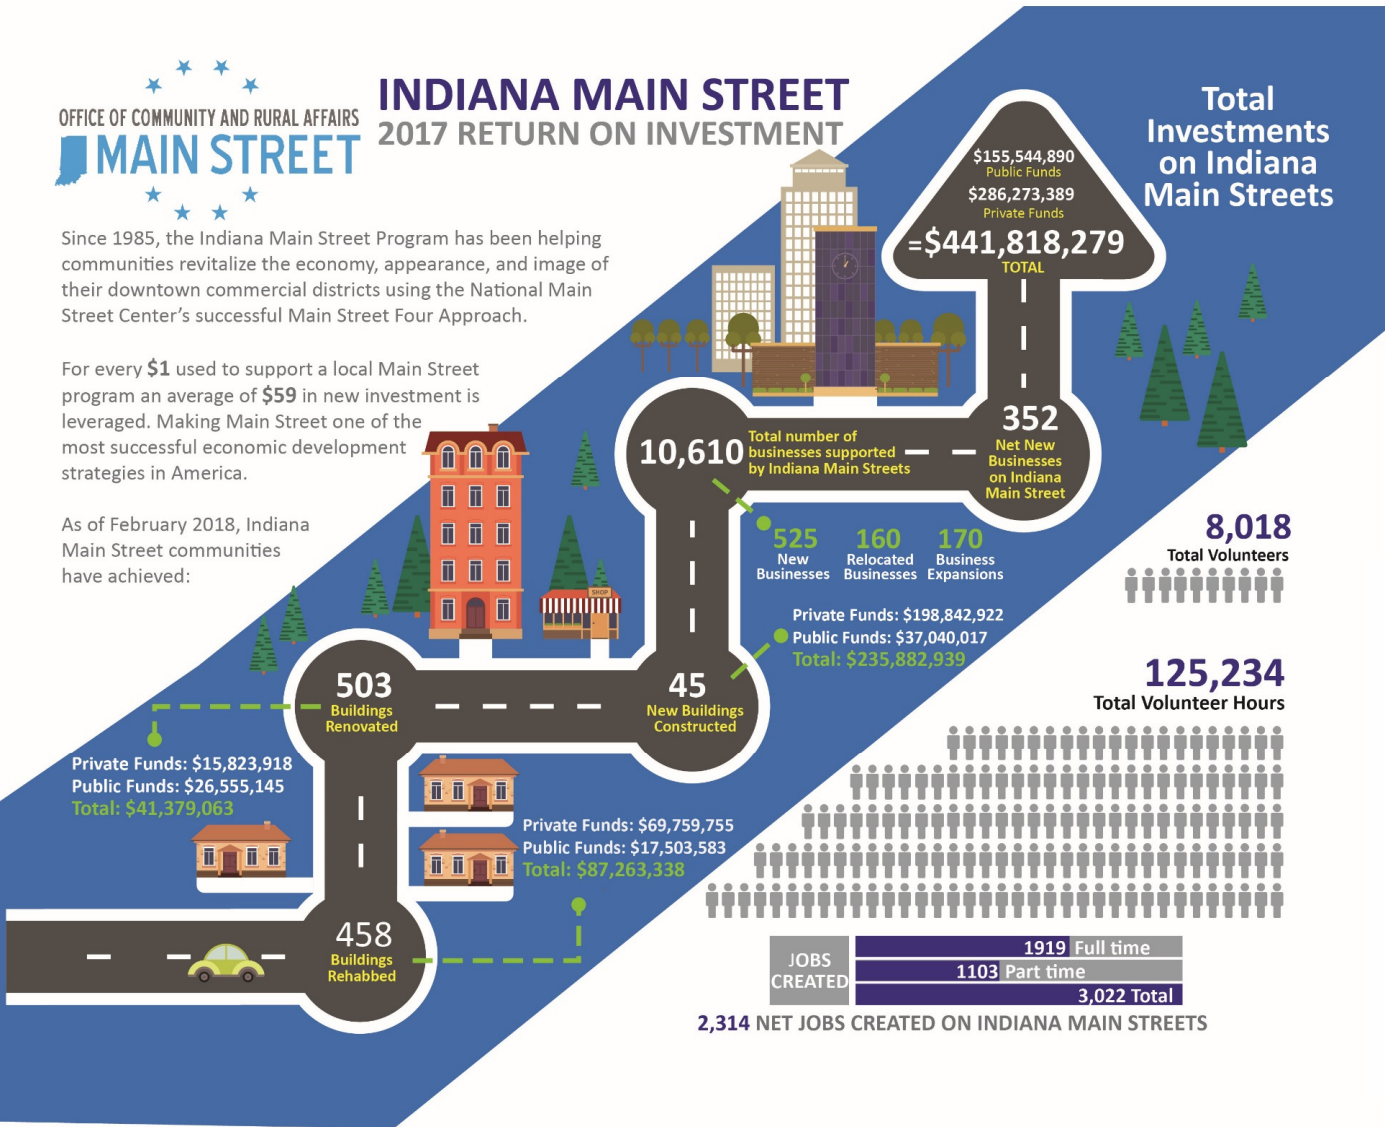 OFFICE OF COMMUNITY AND RURAL AFFAIRS
MAIN STREET
INDIANA MAIN STREET
2017 RETURN ON INVESTMENT
Since 1985, the Indiana Main Street Program has been helping
communities revitalize the economy, appearance, and image of
their downtown commercial districts using the National Main
Street Center's successful Main Street Four Approach.
For every $1 used to support a local Main Street
program an average of $59 in new investment is
leveraged. Making Main Street one of the
most successful economic development
strategies in America.
As of February 2018, Indiana
Main Street communities
have achieved:
Total
Investments
on Indiana
Main Streets
$155,544,890
Public Funds
$286,273,389
Private Funds
=$441,818,279
TOTAL
352
Net New
Businesses
on Indiana
Main Street
10,610
Total number of
businesses supported
by Indiana Main Streets
525
New
Businesses
160
Relocated
Businesses
170
Business
Expansions
SHOP
Private Funds: $198,842,922
Public Funds: $37,040,017
Total: $235,882,939
45
New Buildings
Constructed
503
Buildings
Renovated
Private Funds: $15,823,918
Public Funds: $26,555,145
Total: $41,379,063
Private Funds: $69,759,755
Public Funds: $17,503,583
Total: $87,263,338
458
Buildings
Rehabbed
8,018
Total Volunteers
125,234
Total Volunteer Hours
JOBS
CREATED
1919 Full time
1103 Part time
3,022 Total
2,314 NET JOBS CREATED ON INDIANA MAIN STREETS